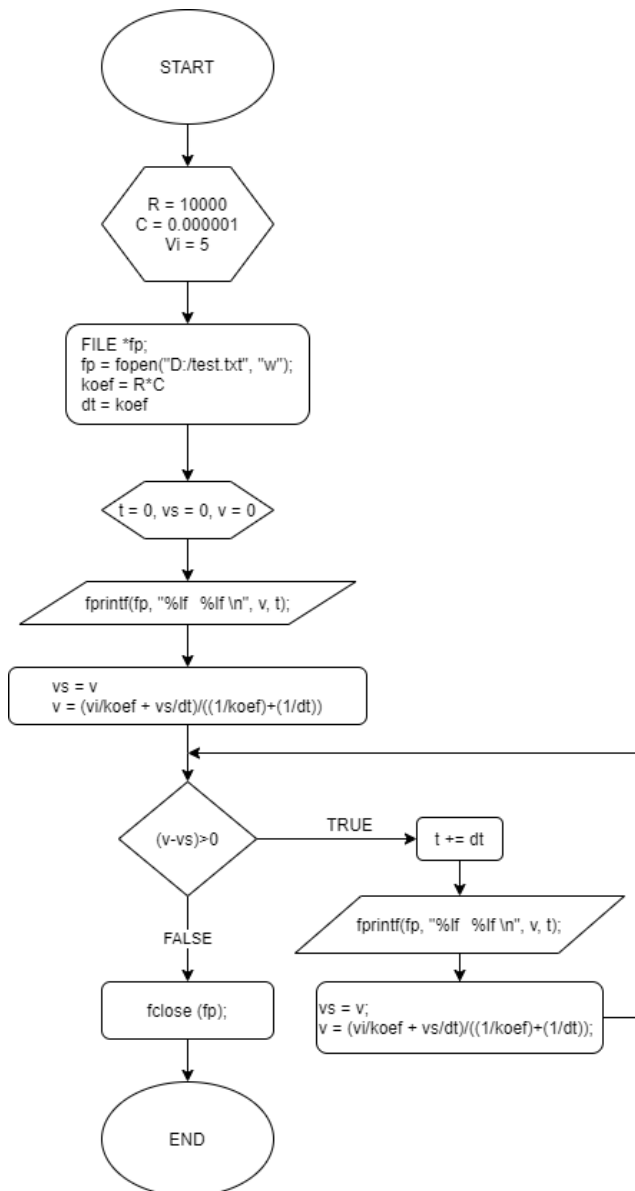 START
R = 10000
C = 0.000001
Vi = 5
FILE *fp;
fp = fopen("D:/test.txt", "w");
koef = R*C
dt = koef
t = 0, vs = 0, v = 0
fprintf(fp, "%lf   %lf \n", v, t);
vs = v
v = (vi/koef + vs/dt)/((1/koef)+(1/dt))
(v-vs)>0
TRUE
t += dt
fprintf(fp, "%lf   %lf \n", v, t);
vs = v;
v = (vi/koef + vs/dt)/((1/koef)+(1/dt));
FALSE
fclose (fp);
END